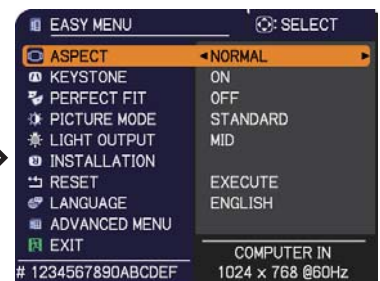 EASY MENU : SELECT
ASPECT NORMAL
KEYSTONE ON
PERFECT FIT OFF
PICTURE MODE STANDARD
LIGHT OUTPUT MID
INSTALLATION
RESET EXECUTE
LANGUAGE ENGLISH
ADVANCED MENU
EXIT
COMPUTER IN
# 1234567890ABCDEF 1024 x 768 @60Hz